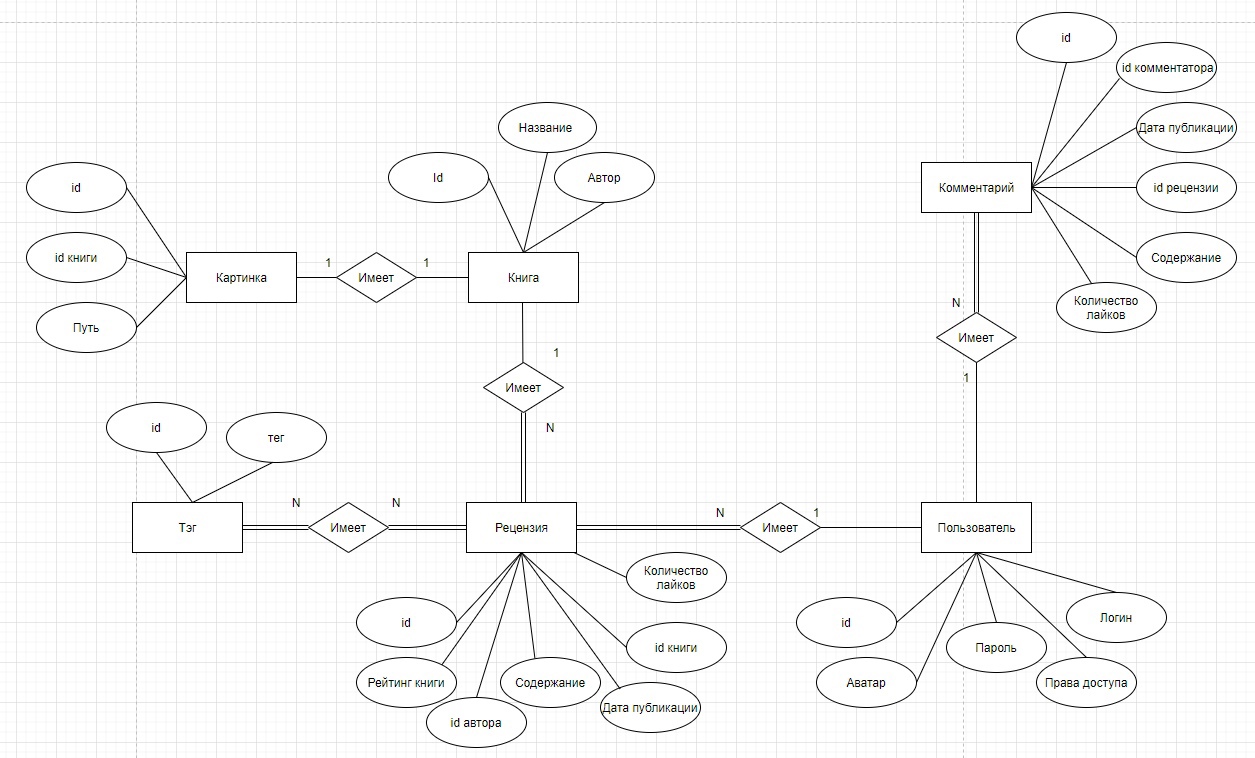 id
id комментатора
Название
Дата публикации
Id
Автор
id
Комментарий
id рецензии
id книги
Содержание
1
1
Картинка
Имеет
Книга
N
Количество
лайков
Путь
Имеет
1
1
Имеет
id
тег
N
N
N
N
1
Тэг
Имеет
Рецензия
Имеет
Пользователь
Количество
лайков
id
id
Логин
id книги
Пароль
Рейтинг книги
Содержание
Аватар
Права доступа
Дата публикации
id автора